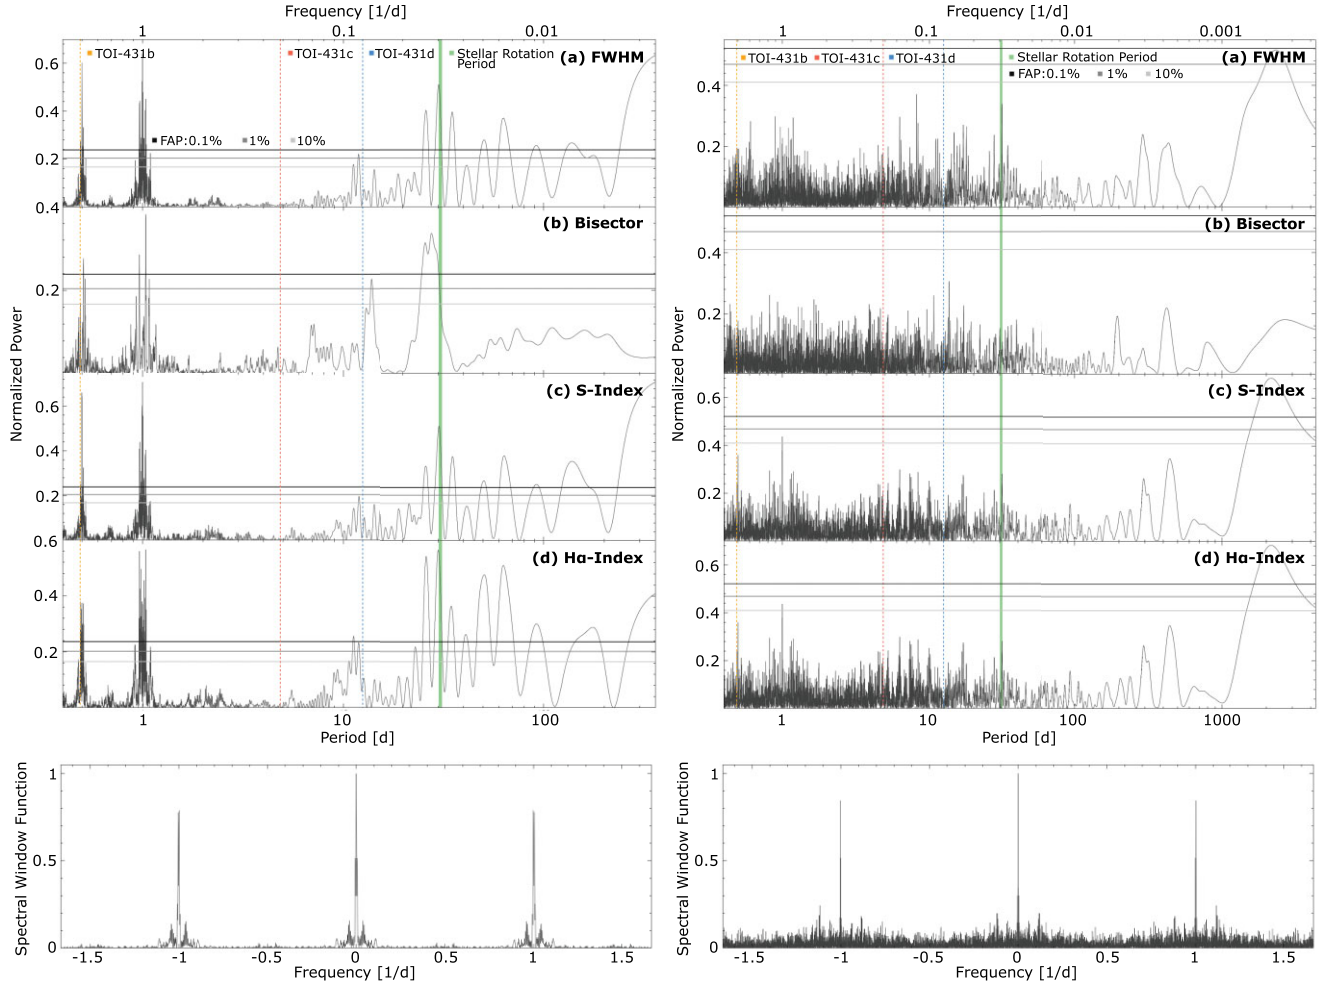 Frequency [1/d]
1 0.1 0.01
TOI-431b TOI-431c TOI-431d Stellar Rotation Period (a) FWHM
FAP:0.1% 1% 10%
0.6
0.4
0.2
0.4
(b) Bisector
0.2
(c) S-Index
0.6
0.4
0.2
0.6
(d) Hα-Index
0.4
0.2
Normalized Power
1 10 100
Period [d]
Frequency [1/d]
1 0.1 0.01 0.001
TOI-431b TOI-431c TOI-431d Stellar Rotation Period (a) FWHM
FAP:0.1% 1% 10%
0.4
0.2
(b) Bisector
0.4
0.2
(c) S-Index
0.6
0.4
0.2
(d) Hα-Index
0.6
0.4
0.2
Normalized Power
1 10 100 1000
Period [d]
Spectral Window Function
1
0.5
0
-1.5 -1 -0.5 0 0.5 1 1.5
Frequency [1/d]
Spectral Window Function
1
0.5
0
-1.5 -1 -0.5 0 0.5 1 1.5
Frequency [1/d]